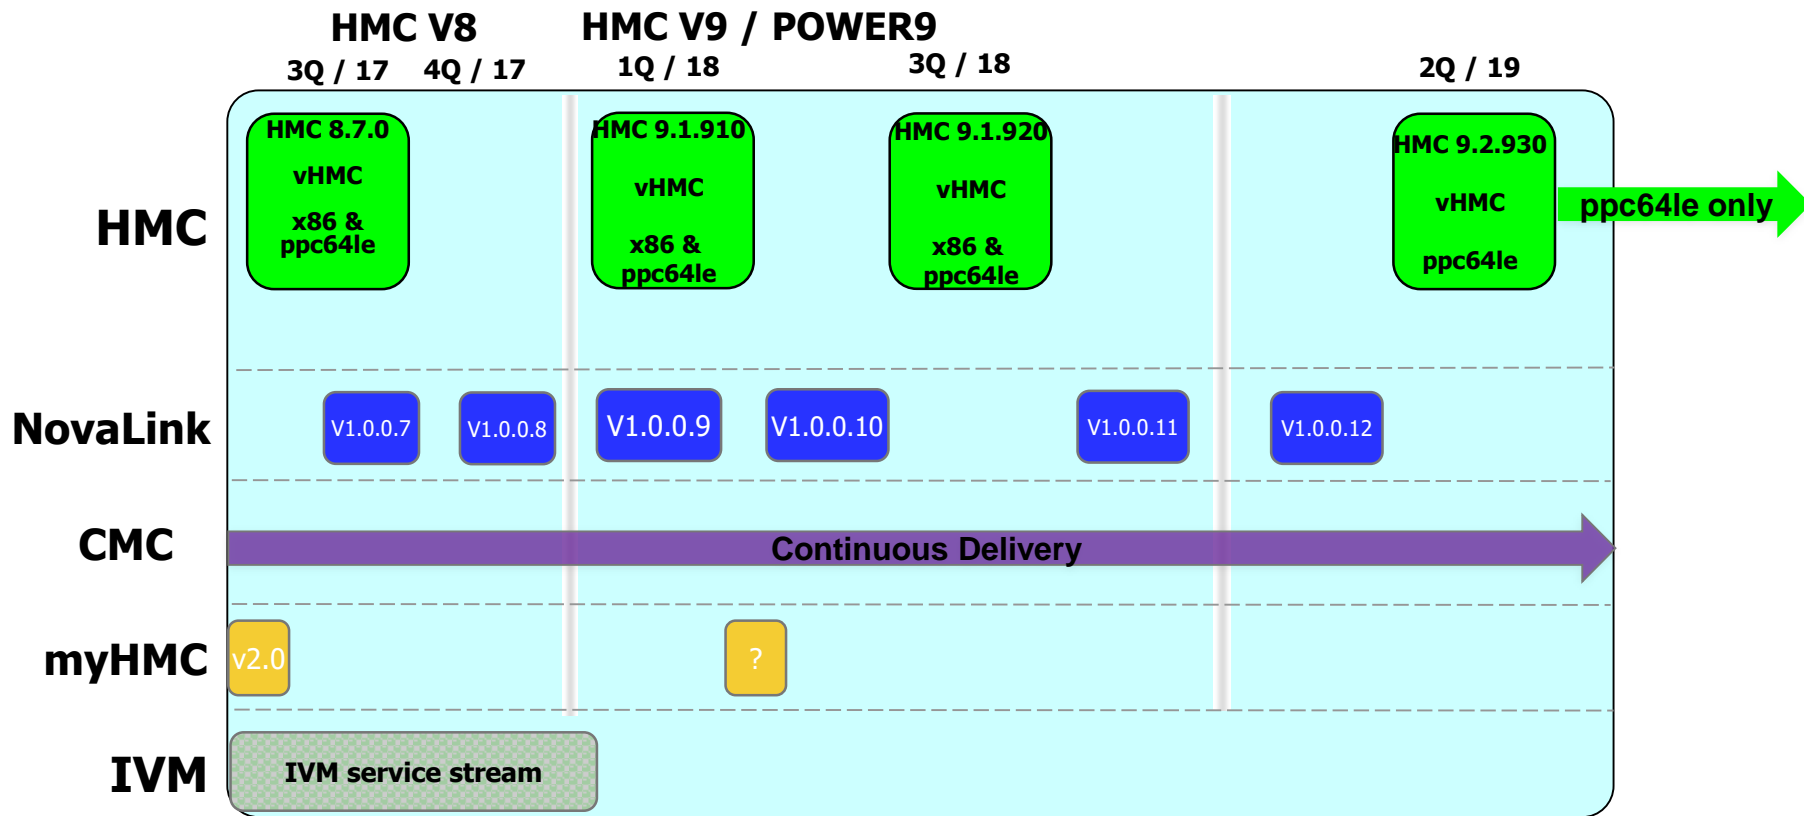 HMC V8
HMC V9 / POWER9
3Q / 17
4Q / 17
1Q / 18
3Q / 18
2Q / 19
HMC
HMC 8.7.0
vHMC
x86 &
ppc64le
HMC 9.1.910
vHMC
x86 &
ppc64le
HMC 9.1.920
vHMC
x86 &
ppc64le
HMC 9.2.930
vHMC
ppc64le
ppc64le only
NovaLink
V1.0.0.7
V1.0.0.8
V1.0.0.9
V1.0.0.10
V1.0.0.11
V1.0.0.12
CMC
Continuous Delivery
myHMC
v2.0
?
IVM
IVM service stream